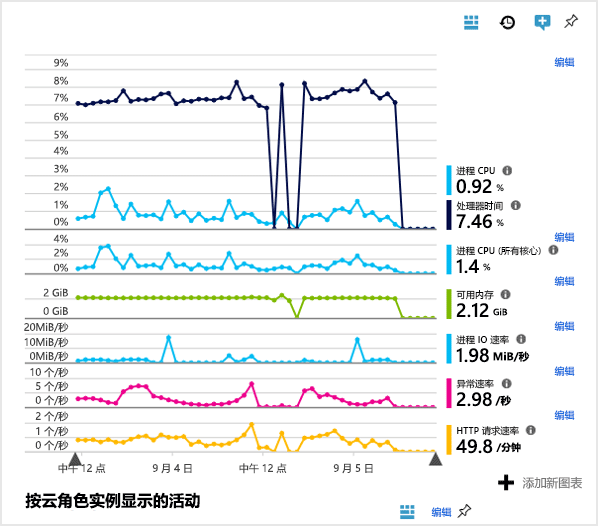 编辑
9%
8%
7%
6%
5%
4%
3%
2%
1%
0%
进程 CPU
0.92 %
处理器时间
7.46 %
编辑
4%
2%
0%
进程 CPU (所有核心)
1.4 %
编辑
2 GiB
0 GiB
可用内存
2.12 GiB
编辑
20MiB/秒
10MiB/秒
0MiB/秒
进程 IO 速率
1.98 MiB/秒
编辑
10 个/秒
5 个/秒
0 个/秒
异常速率
2.98 /秒
编辑
2 个/秒
1 个/秒
0 个/秒
HTTP 请求速率
49.8 /分钟
中午 12 点
9 月 4 日
中午 12 点
9 月 5 日
添加新图表
按云角色实例显示的活动
编辑